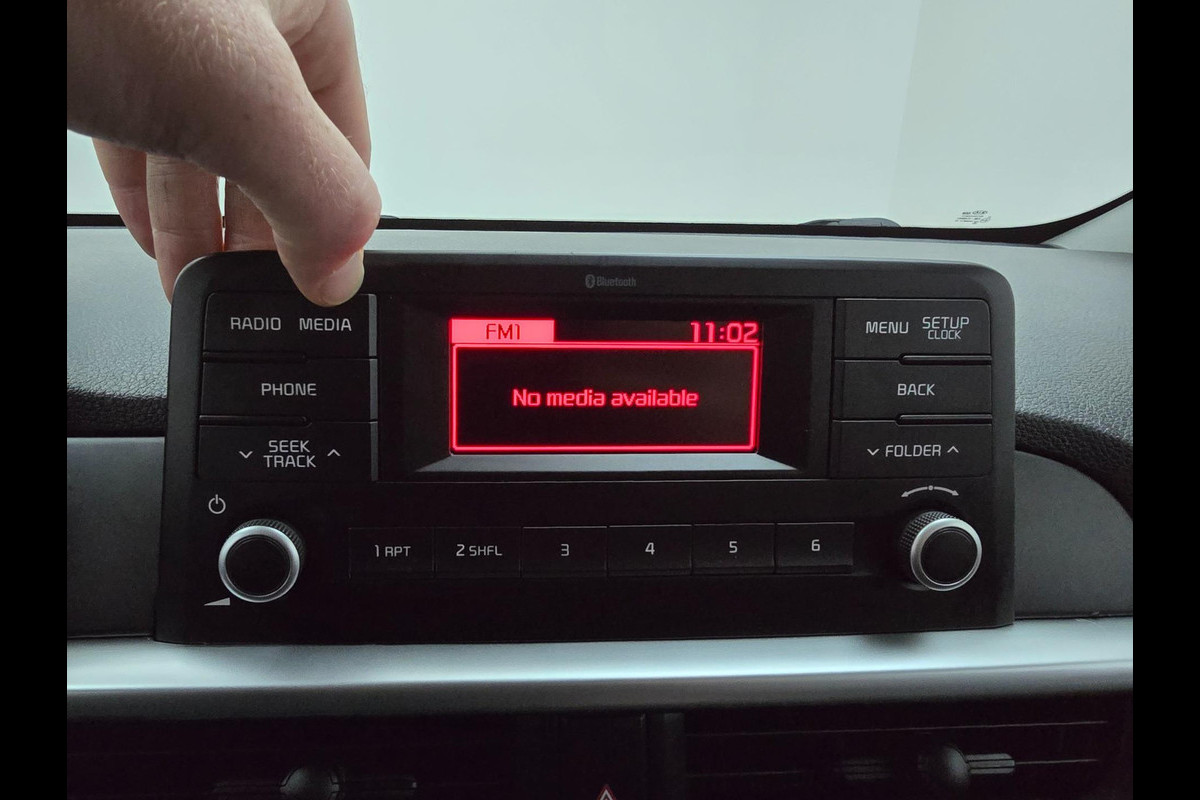 Bluetooth
RADIO MEDIA
PHONE
SEEK
TRACK
FM1 11:02
No media available
MENU SETUP
CLOCK
BACK
FOLDER
1 RPT 2 SHFL 3 4 5 6